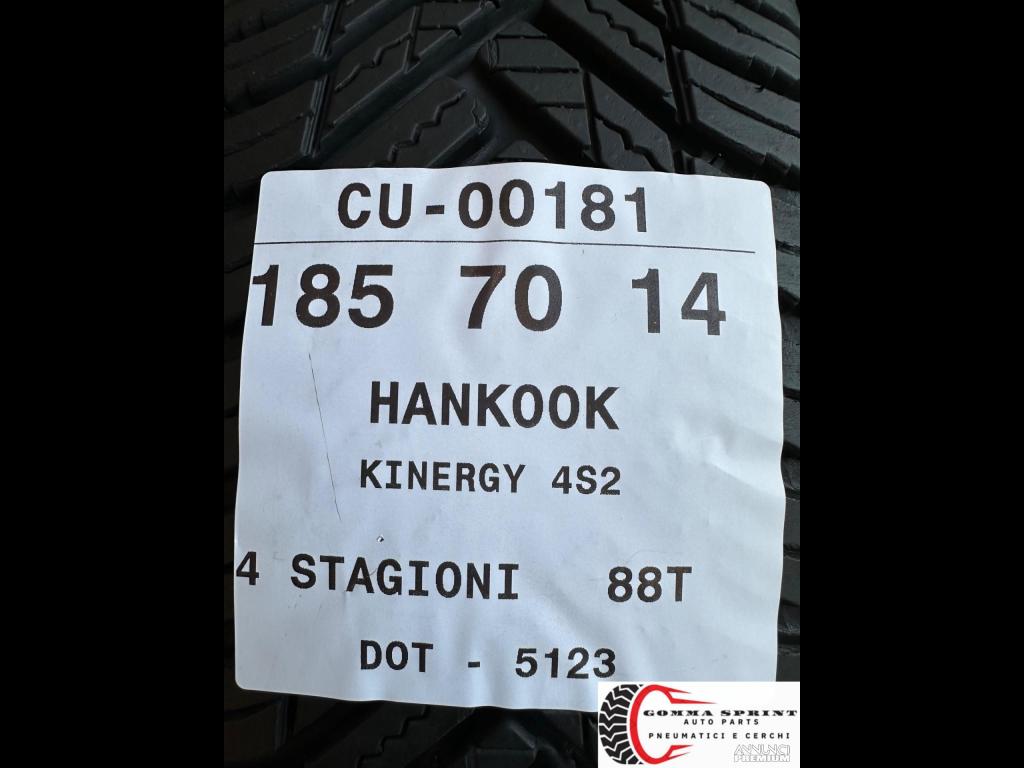 CU-00181
185 70 14
HANKOOK
KINERGY 4S2
4 STAGIONI 88T
DOT - 5123
GOMMA SPRINT
AUTO PARTS
PNEUMATICI E CERCHI
ANNUNCI
PREMIUM